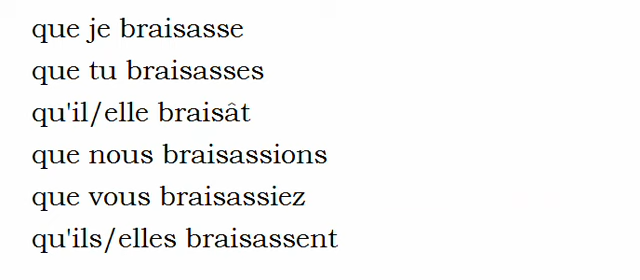 que je braisasse
que tu braisasses
qu'il/elle braisât
que nous braisassions
que vous braisassiez
qu'ils/elles braisassent